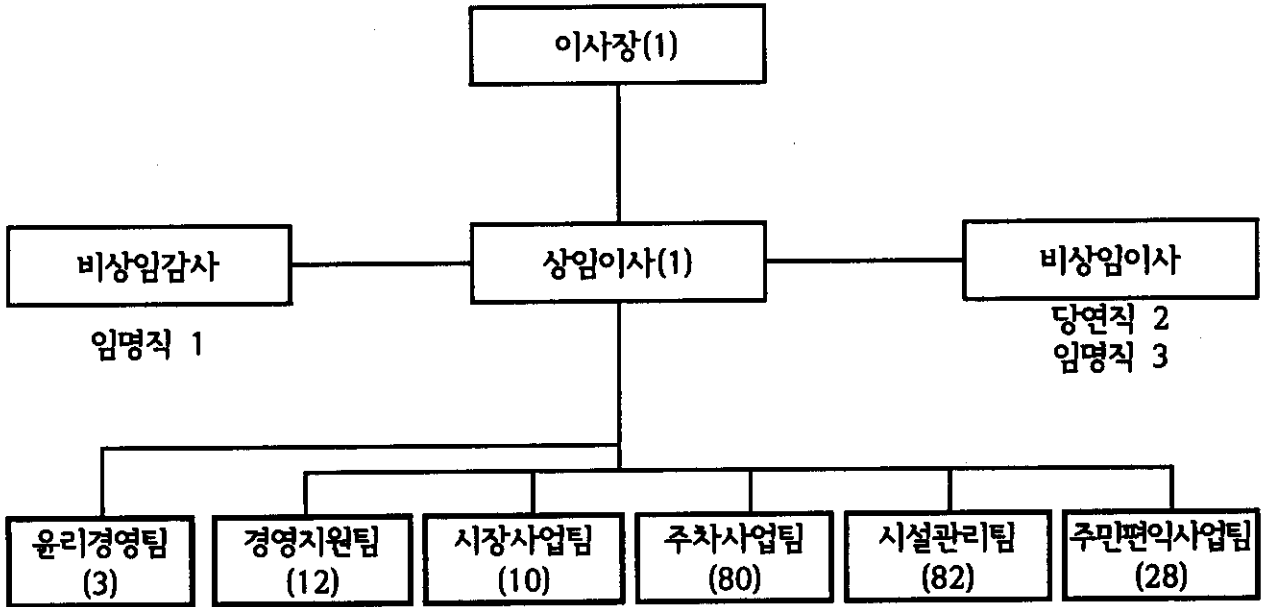 이사장(1)
비상임감사
상임이사(1)
비상임이사
임명직 1
당연직 2
임명직 3
윤리경영팀
(3)
경영지원팀
(12)
시장사업팀
(10)
주차사업팀
(80)
시설관리팀
(82)
주민편익사업팀
(28)